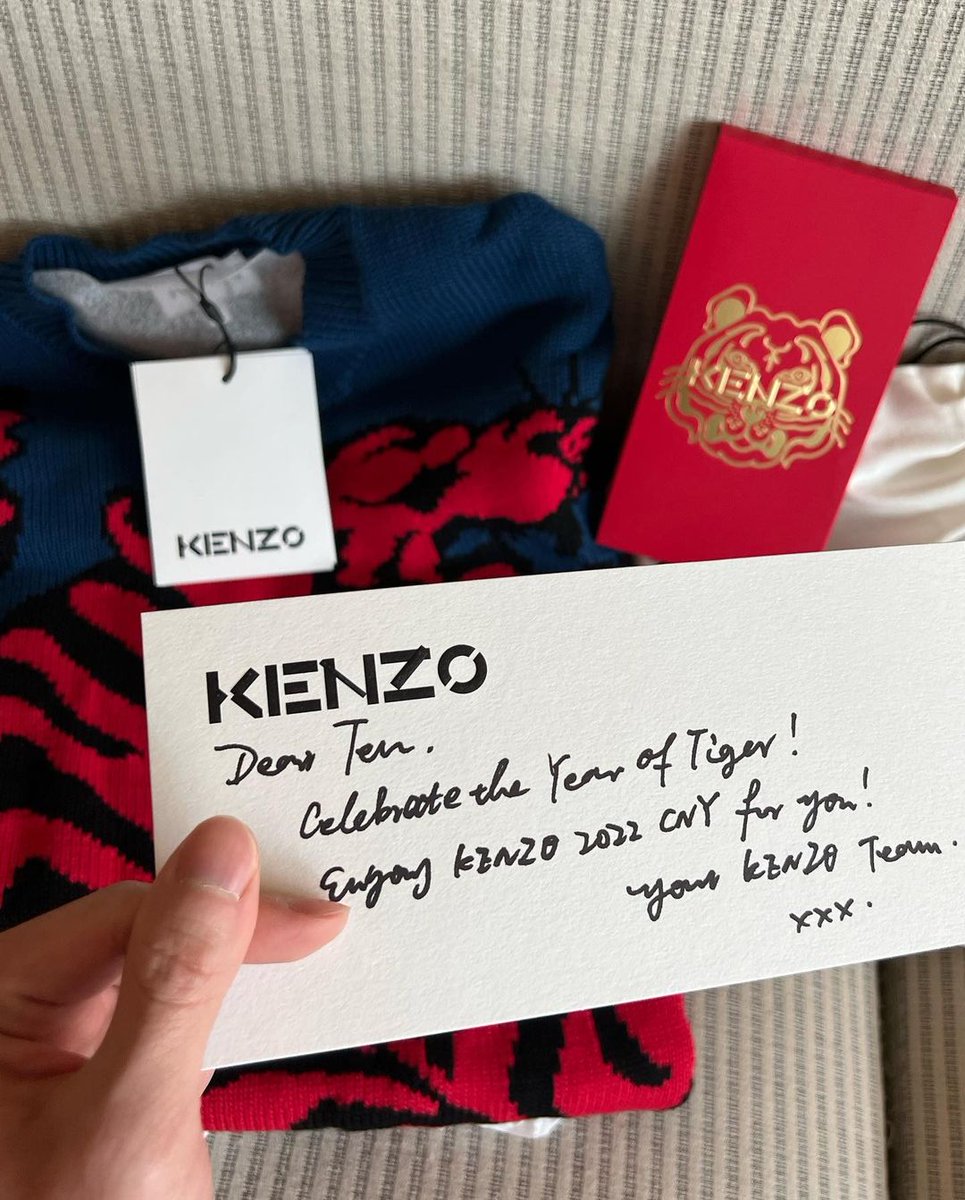 KENZO
KENZO
KENZO
Dear Ten.
Celebrate the Year of Tiger!
Enjoy KENZO 2022 CNY for you!
your KENZO Team.
xxx.